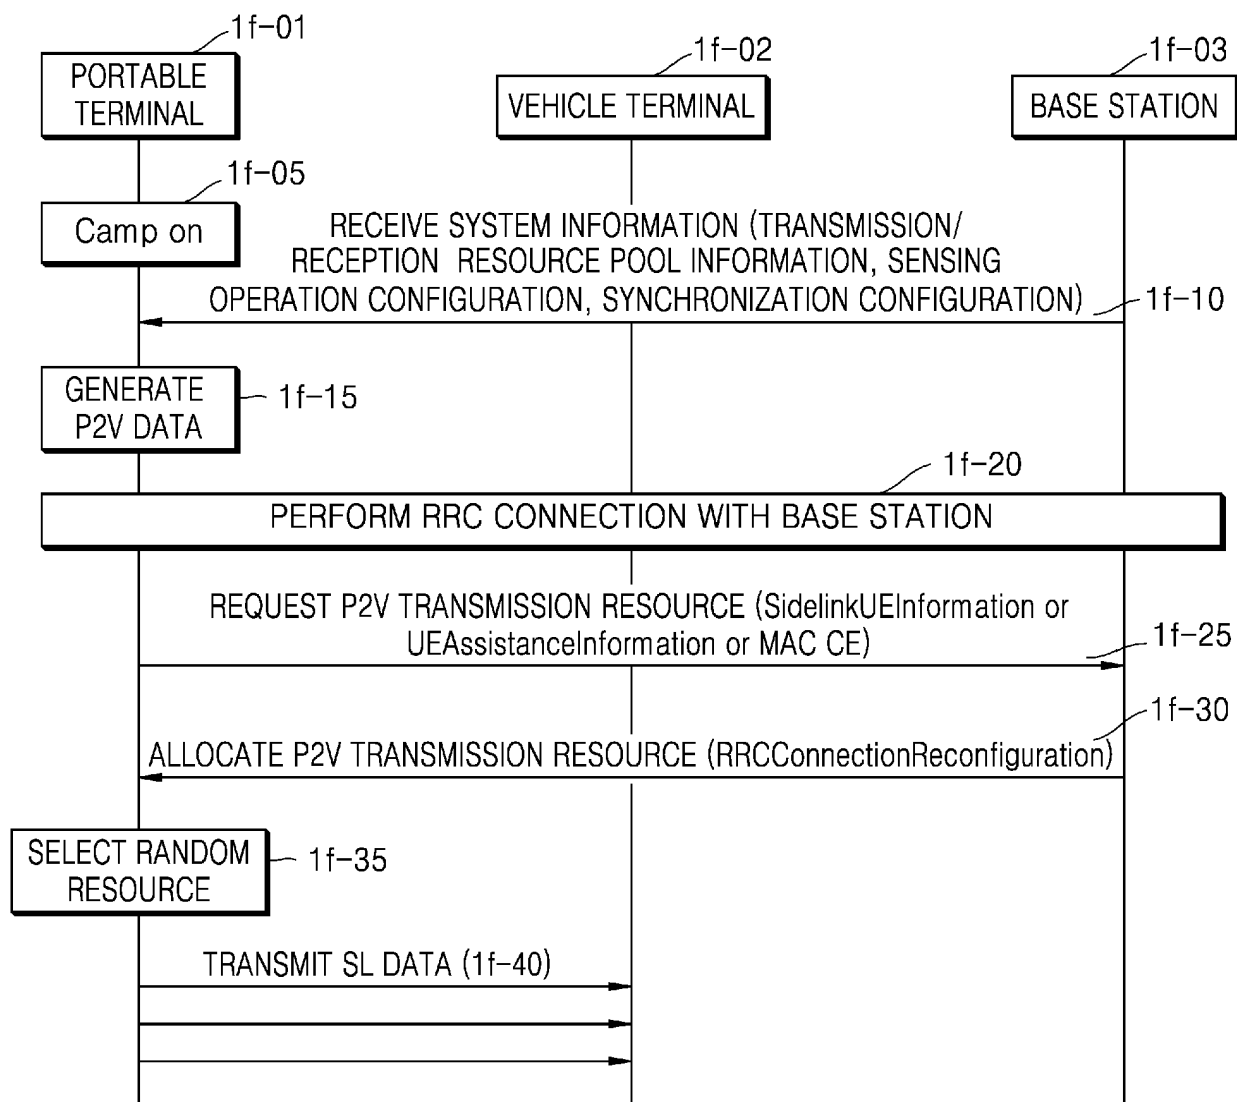 1f-01
1f-02
1f-03
PORTABLE
TERMINAL
VEHICLE TERMINAL
BASE STATION
1f-05
Camp on
RECEIVE SYSTEM INFORMATION (TRANSMISSION/
RECEPTION RESOURCE POOL INFORMATION, SENSING
OPERATION CONFIGURATION, SYNCHRONIZATION CONFIGURATION)
1f-10
GENERATE
P2V DATA
1f-15
1f-20
PERFORM RRC CONNECTION WITH BASE STATION
REQUEST P2V TRANSMISSION RESOURCE (SidelinkUEInformation or
UEAssistanceInformation or MAC CE)
1f-25
1f-30
ALLOCATE P2V TRANSMISSION RESOURCE (RRCConnectionReconfiguration)
SELECT RANDOM
RESOURCE
1f-35
TRANSMIT SL DATA (1f-40)